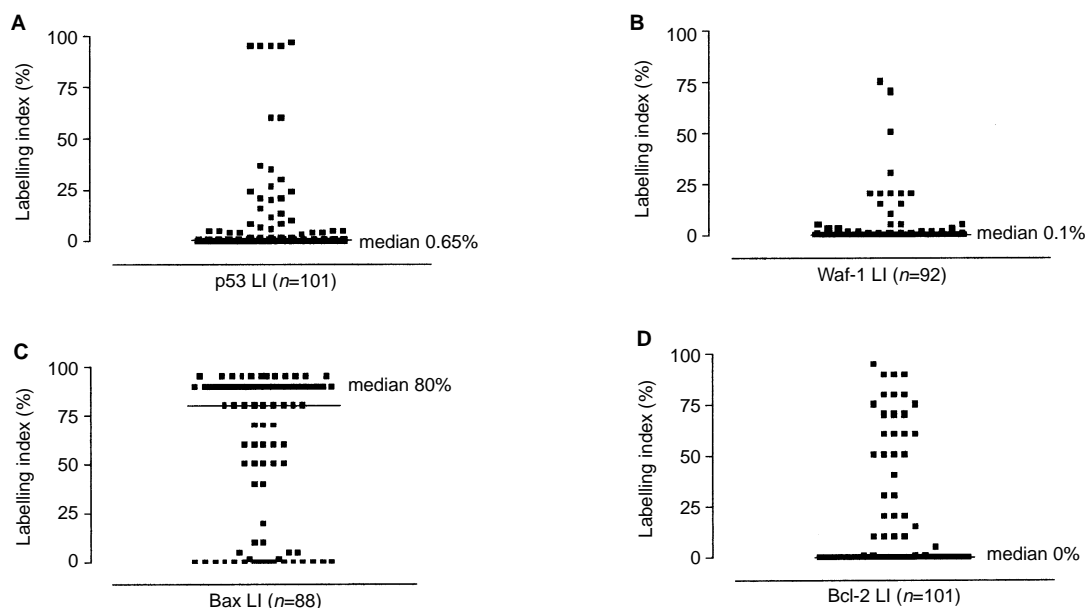 A
Labelling index (%)
100
75
50
25
0
median 0.65%
p53 LI (n=101)
B
Labelling index (%)
100
75
50
25
0
median 0.1%
Waf-1 LI (n=92)
C
Labelling index (%)
100
75
50
25
0
median 80%
Bax LI (n=88)
D
Labelling index (%)
100
75
50
25
0
median 0%
Bcl-2 LI (n=101)